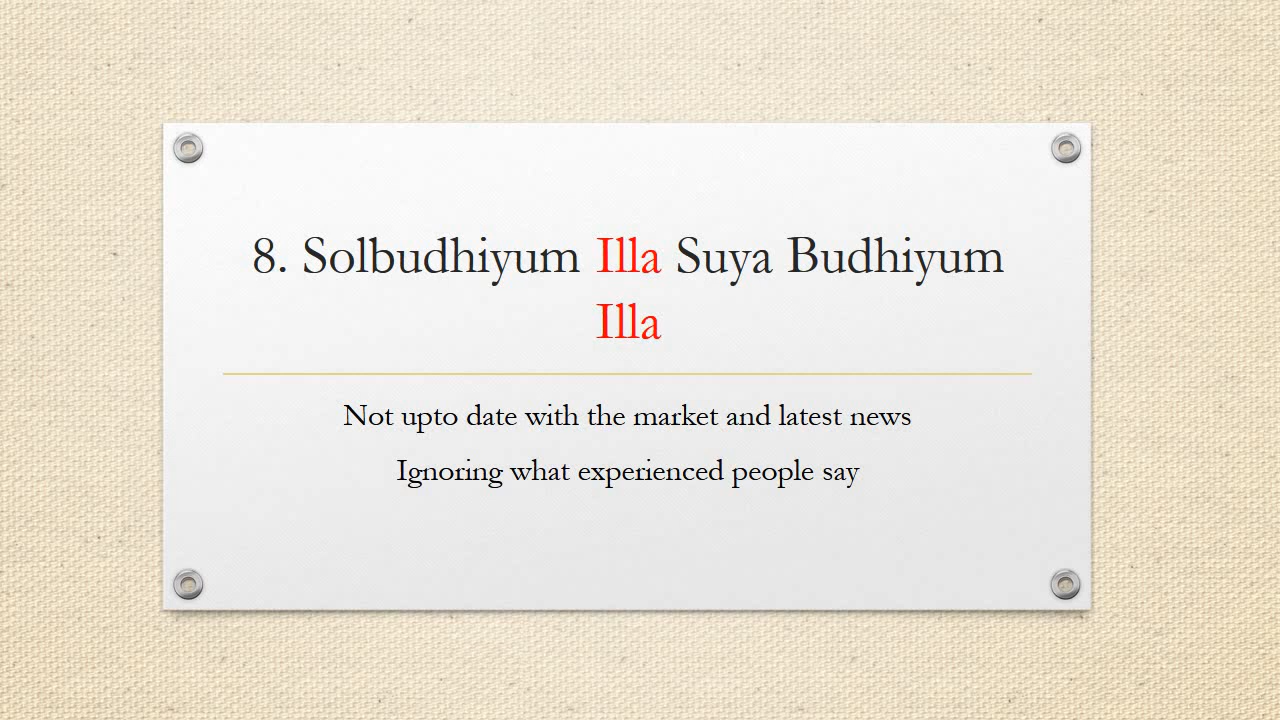 8. Solbudhiyum Illa Suya Budhiyum
Illa
Not upto date with the market and latest news
Ignoring what experienced people say